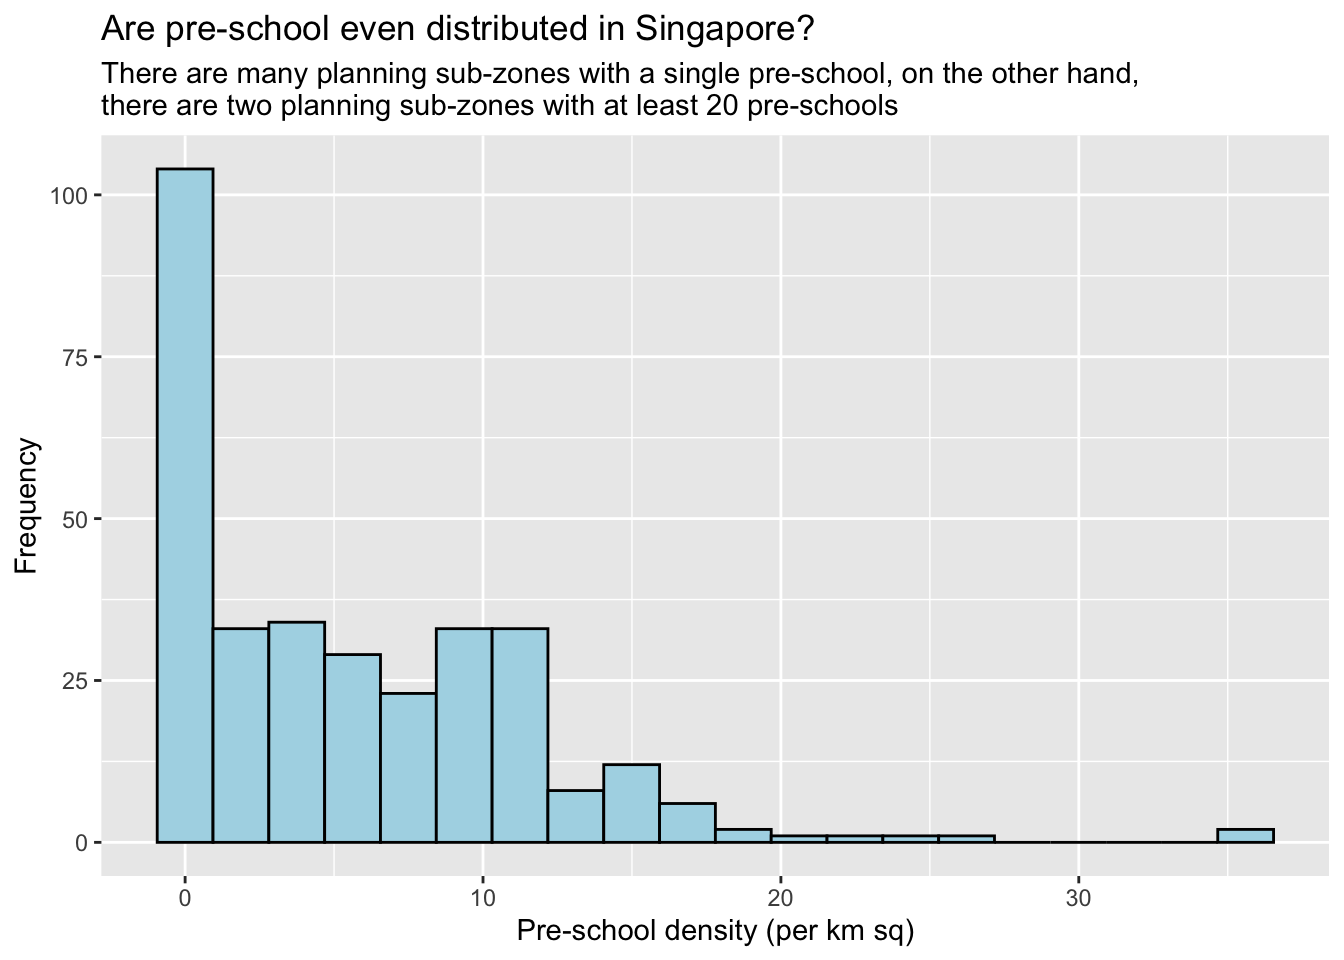 Are pre-school even distributed in Singapore?
There are many planning sub-zones with a single pre-school, on the other hand,
there are two planning sub-zones with at least 20 pre-schools
100
75
50
25
0
Frequency
0 10 20 30
Pre-school density (per km sq)